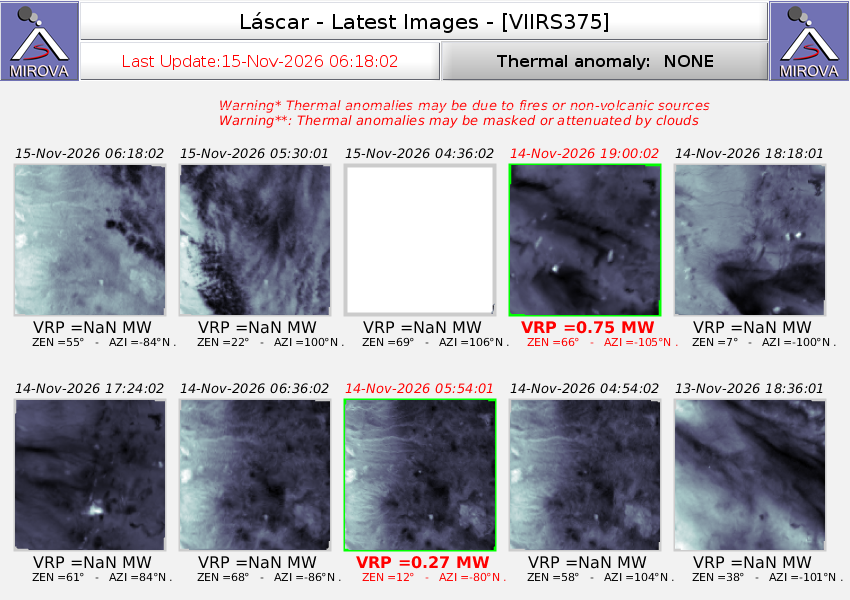 MIROVA
Láscar - Latest Images - [VIIRS375]
MIROVA
Last Update:15-Nov-2026 06:18:02
Thermal anomaly: NONE
Warning* Thermal anomalies may be due to fires or non-volcanic sources
Warning**: Thermal anomalies may be masked or attenuated by clouds
15-Nov-2026 06:18:02
15-Nov-2026 05:30:01
15-Nov-2026 04:36:02
14-Nov-2026 19:00:02
14-Nov-2026 18:18:01
VRP =NaN MW
VRP =NaN MW
VRP =NaN MW
VRP =0.75 MW
VRP =NaN MW
ZEN =55° - AZI =-84°N .
ZEN =22° - AZI =100°N .
ZEN =69° - AZI =106°N .
ZEN =66° - AZI =-105°N .
ZEN =7° - AZI =-100°N .
14-Nov-2026 17:24:02
14-Nov-2026 06:36:02
14-Nov-2026 05:54:01
14-Nov-2026 04:54:02
13-Nov-2026 18:36:01
VRP =NaN MW
VRP =NaN MW
VRP =0.27 MW
VRP =NaN MW
VRP =NaN MW
ZEN =61° - AZI =84°N .
ZEN =68° - AZI =-86°N .
ZEN =12° - AZI =-80°N .
ZEN =58° - AZI =104°N .
ZEN =38° - AZI =-101°N .